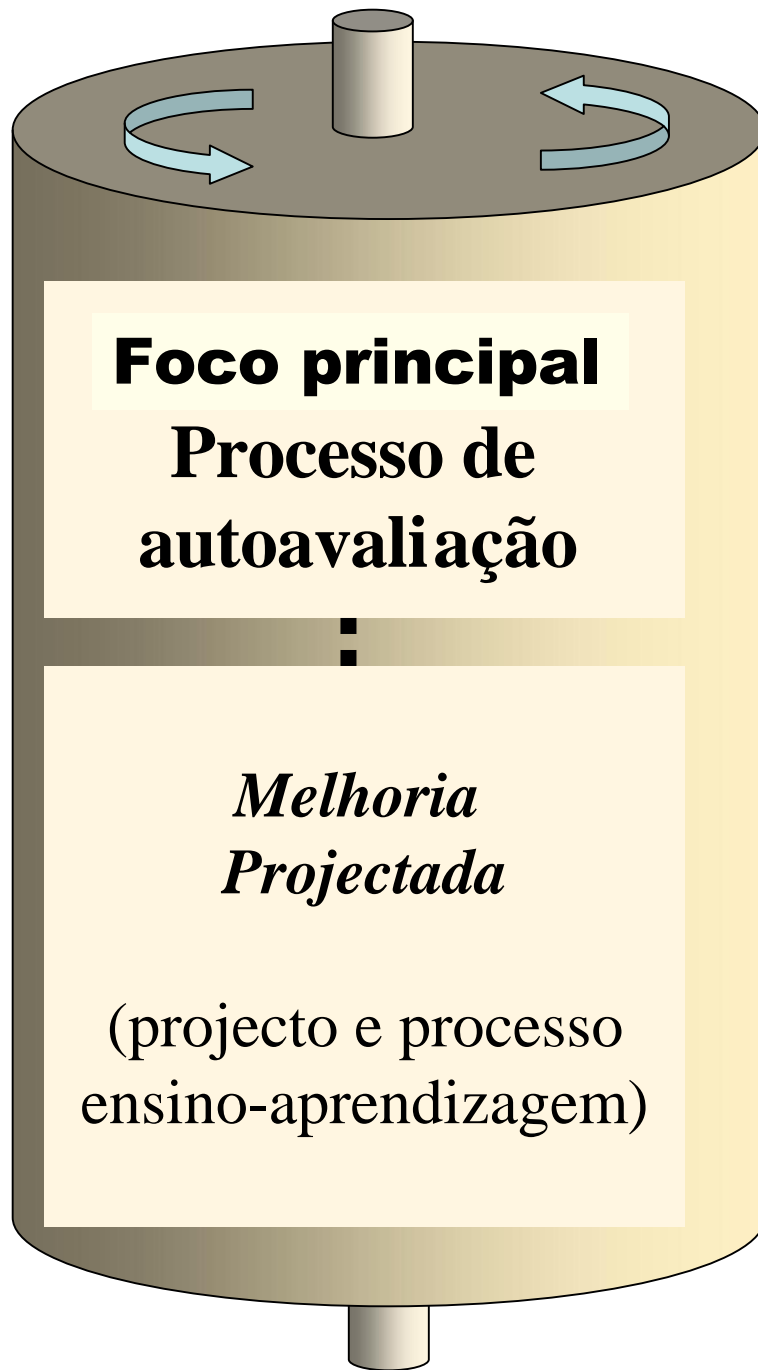 Foco principal
Processo de
autoavaliação
Melhoria
Projectada
(projecto e processo
ensino-aprendizagem)